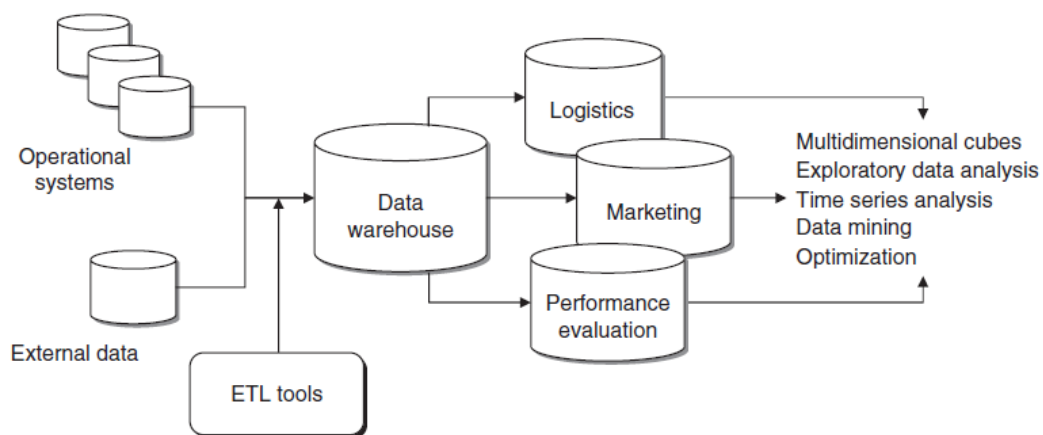 Operational
systems
External data
ETL tools
Data
warehouse
Logistics
Marketing
Performance
evaluation
Multidimensional cubes
Exploratory data analysis
Time series analysis
Data mining
Optimization